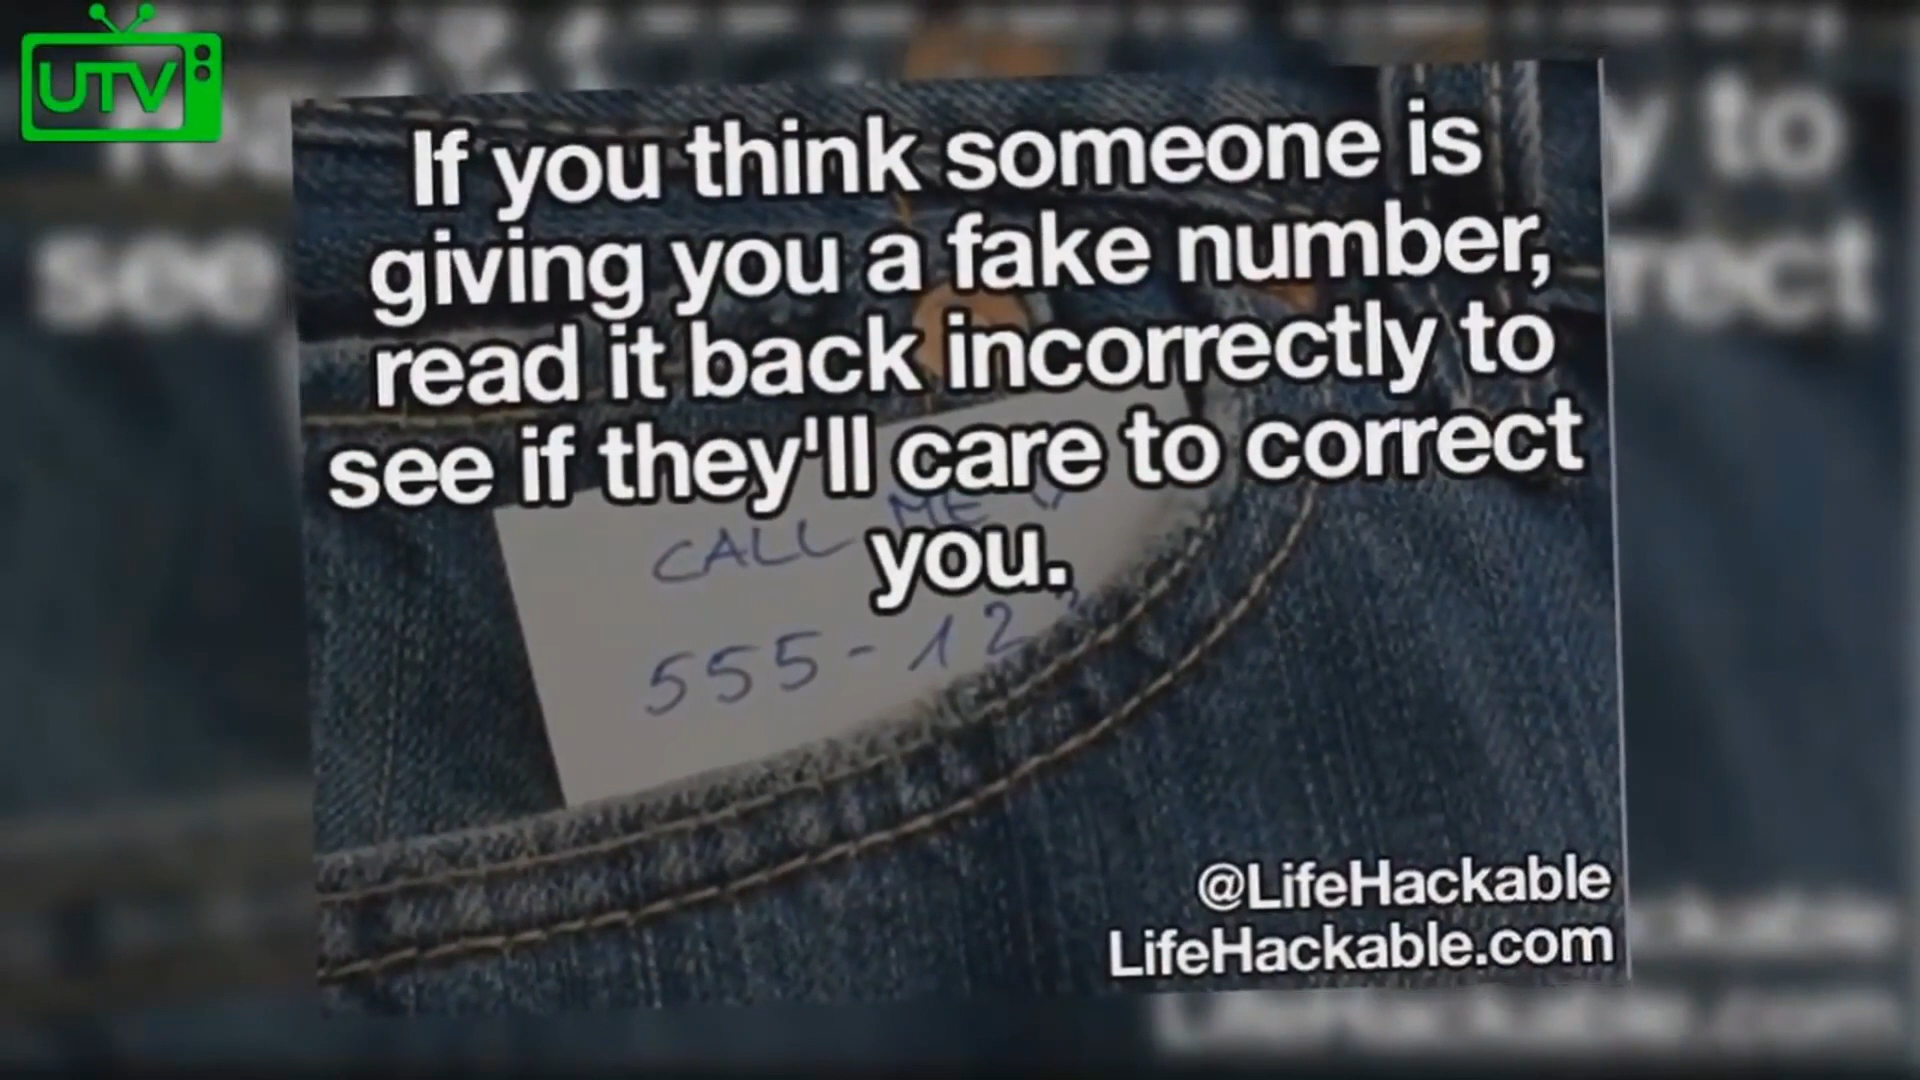 UTV
If you think someone is
giving you a fake number,
read it back incorrectly to
see if they'll care to correct
you.
CALL ME
555-12
@LifeHackable
LifeHackable.com